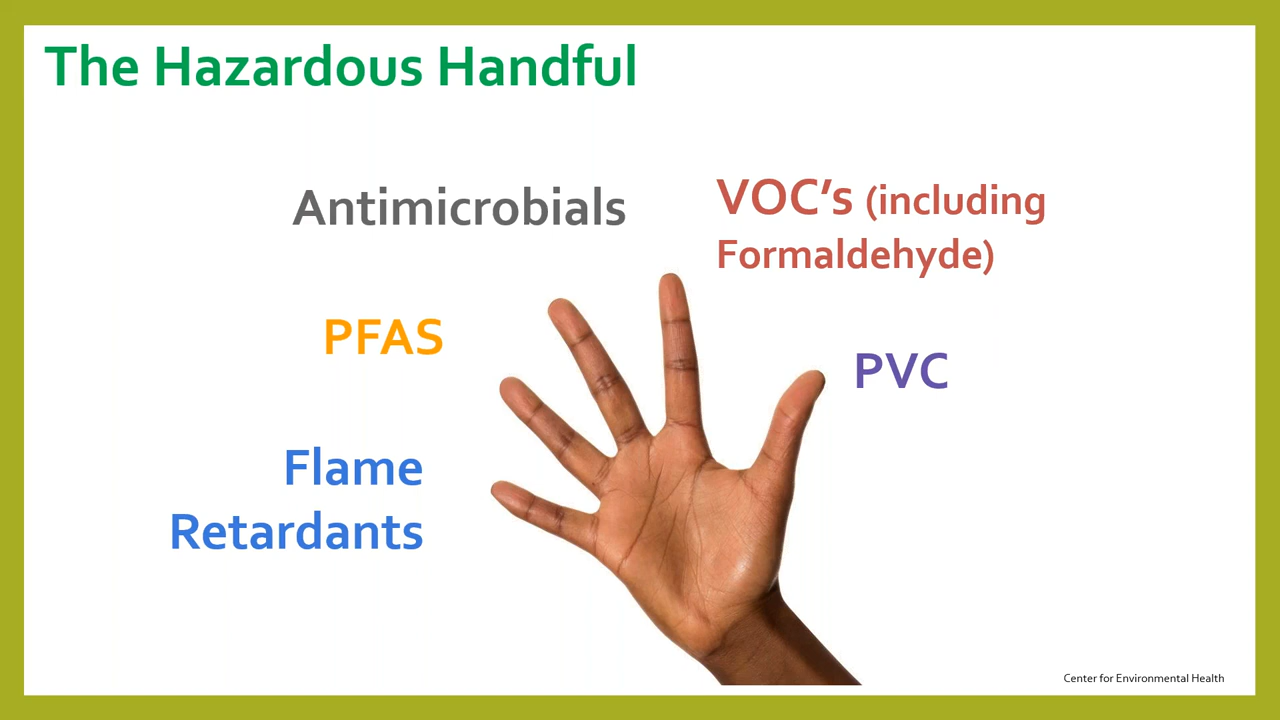 The Hazardous Handful
Antimicrobials
VOC’s (including
Formaldehyde)
PFAS
PVC
Flame
Retardants
Center for Environmental Health